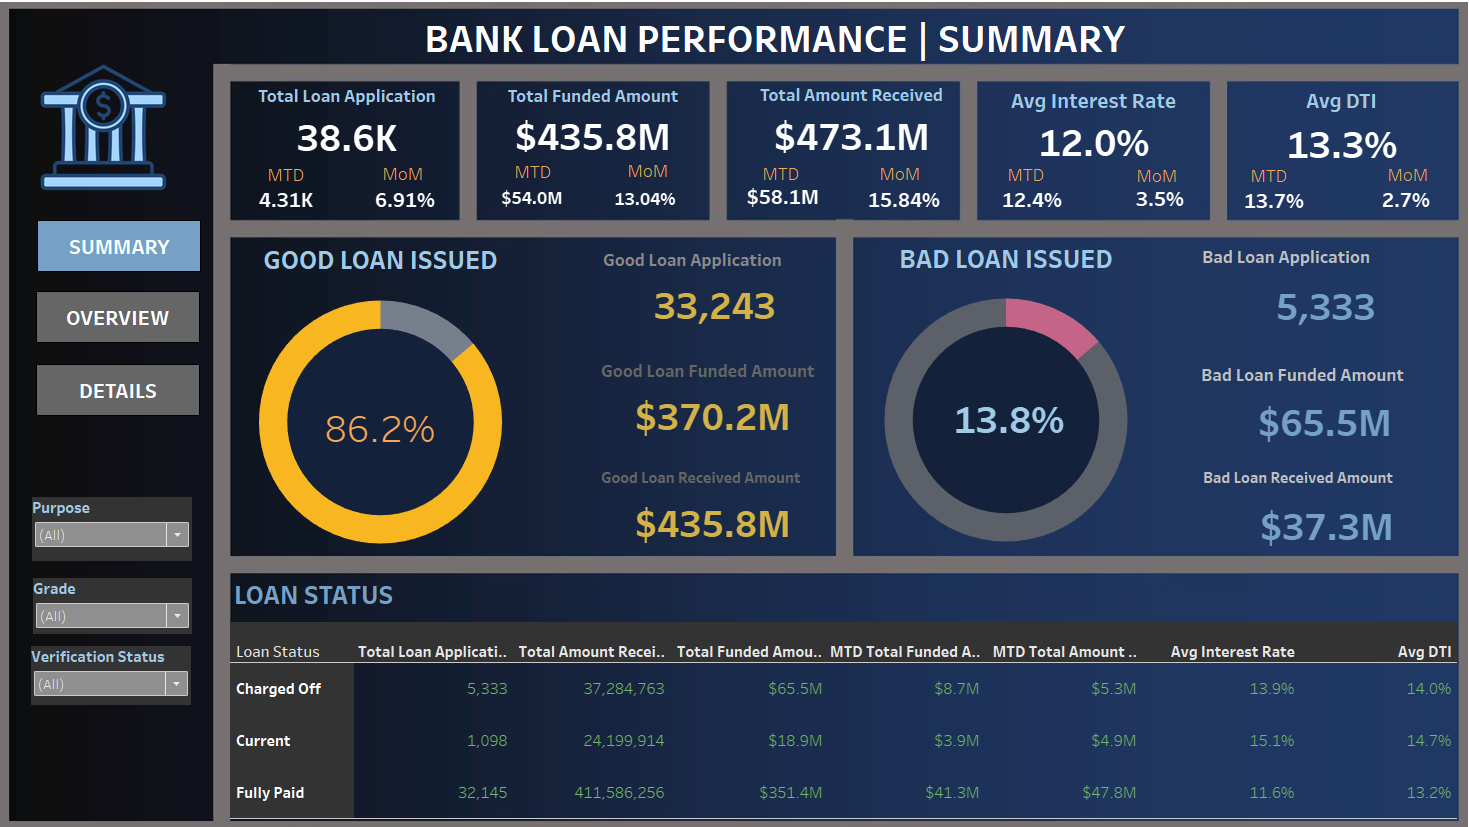 BANK LOAN PERFORMANCE | SUMMARY
$
SUMMARY
OVERVIEW
DETAILS
Purpose
(All)
Grade
(All)
Verification Status
(All)
Total Loan Application
38.6K
MTD MoM
4.31K 6.91%
Total Funded Amount
$435.8M
MTD MoM
$54.0M 13.04%
Total Amount Received
$473.1M
MTD MoM
$58.1M 15.84%
Avg Interest Rate
12.0%
MTD MoM
12.4% 3.5%
Avg DTI
13.3%
MTD MoM
13.7% 2.7%
GOOD LOAN ISSUED
86.2%
Good Loan Application
33,243
Good Loan Funded Amount
$370.2M
Good Loan Received Amount
$435.8M
BAD LOAN ISSUED
13.8%
Bad Loan Application
5,333
Bad Loan Funded Amount
$65.5M
Bad Loan Received Amount
$37.3M
LOAN STATUS
Loan Status Total Loan Applicati.. Total Amount Recei.. Total Funded Amou.. MTD Total Funded A.. MTD Total Amount .. Avg Interest Rate Avg DTI
Charged Off 5,333 37,284,763 $65.5M $8.7M $5.3M 13.9% 14.0%
Current 1,098 24,199,914 $18.9M $3.9M $4.9M 15.1% 14.7%
Fully Paid 32,145 411,586,256 $351.4M $41.3M $47.8M 11.6% 13.2%